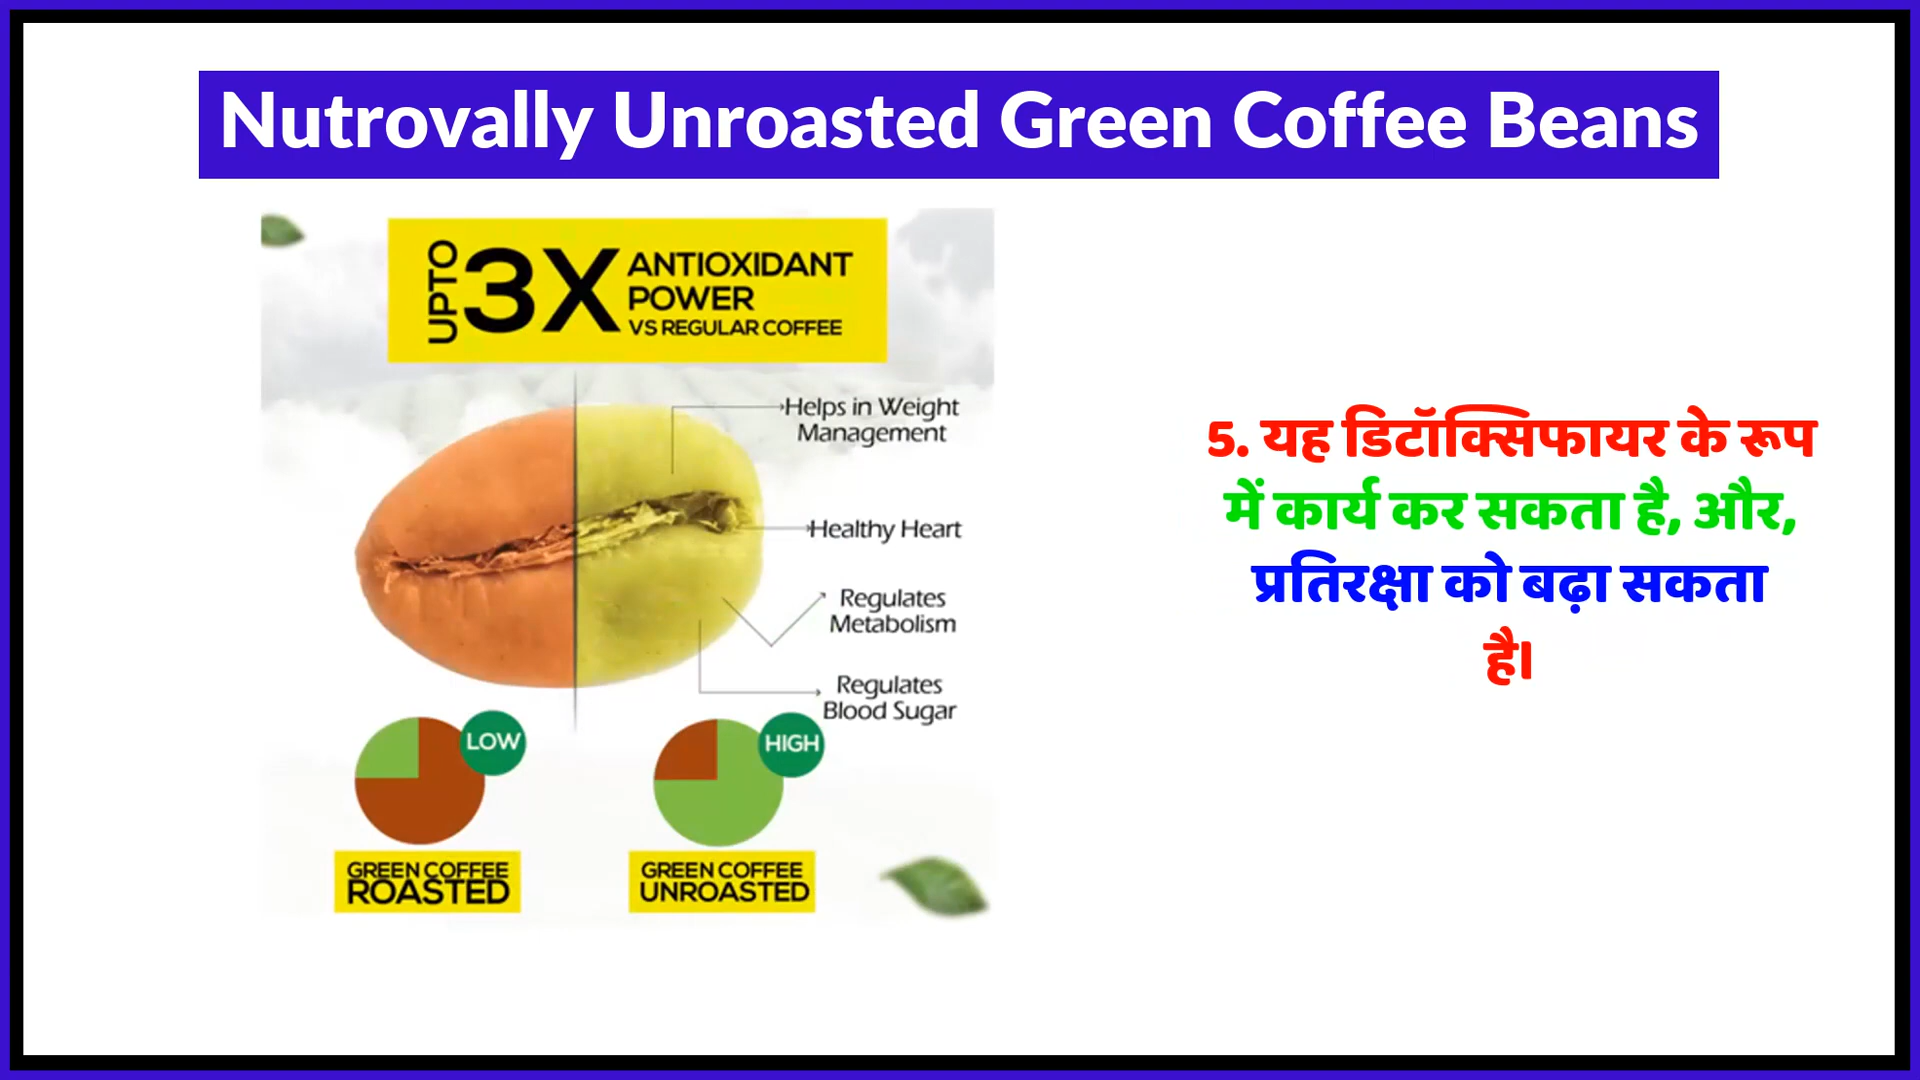 Nutrovally Unroasted Green Coffee Beans
UPTO 3X ANTIOXIDANT
POWER
VS REGULAR COFFEE
Helps in Weight
Management
Healthy Heart
Regulates
Metabolism
Regulates
Blood Sugar
LOW
HIGH
GREEN COFFEE
ROASTED
GREEN COFFEE
UNROASTED
5. यह डिटॉक्सिफायर के रूप
में कार्य कर सकता है, और,
प्रतिरक्षा को बढ़ा सकता
है।